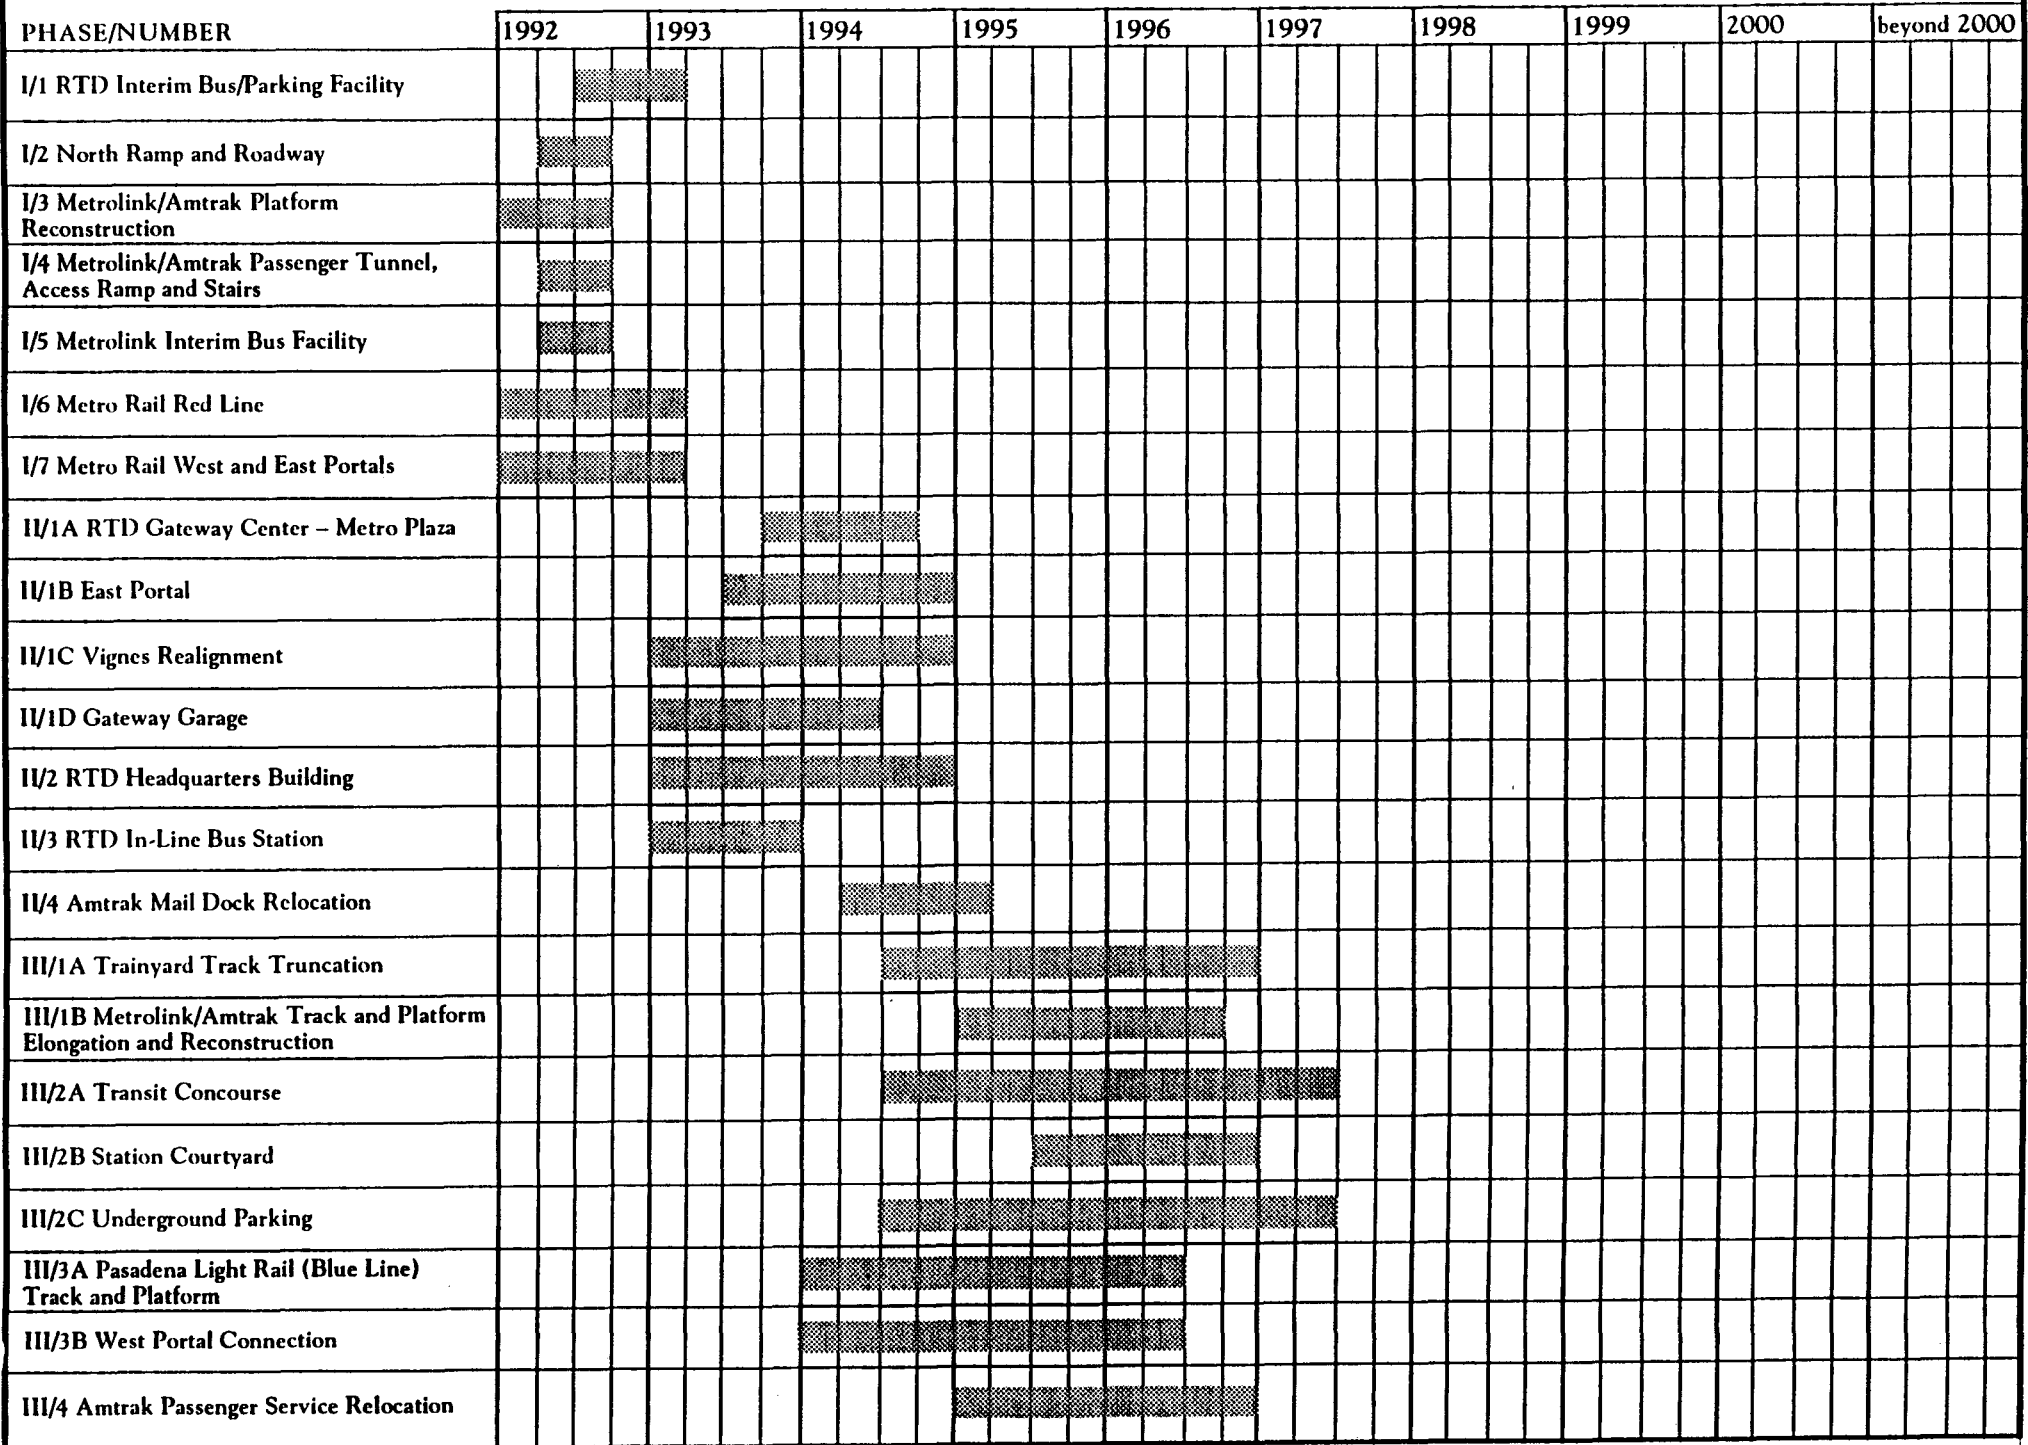 PHASE/NUMBER 1992 1993 1994 1995 1996 1997 1998 1999 2000 beyond 2000
I/1 RTD Interim Bus/Parking Facility
I/2 North Ramp and Roadway
I/3 Metrolink/Amtrak Platform
Reconstruction
I/4 Metrolink/Amtrak Passenger Tunnel,
Access Ramp and Stairs
I/5 Metrolink Interim Bus Facility
I/6 Metro Rail Red Line
I/7 Metro Rail West and East Portals
II/1A RTD Gateway Center – Metro Plaza
II/1B East Portal
II/1C Vignes Realignment
II/1D Gateway Garage
II/2 RTD Headquarters Building
II/3 RTD In-Line Bus Station
II/4 Amtrak Mail Dock Relocation
III/1A Trainyard Track Truncation
III/1B Metrolink/Amtrak Track and Platform
Elongation and Reconstruction
III/2A Transit Concourse
III/2B Station Courtyard
III/2C Underground Parking
III/3A Pasadena Light Rail (Blue Line)
Track and Platform
III/3B West Portal Connection
III/4 Amtrak Passenger Service Relocation